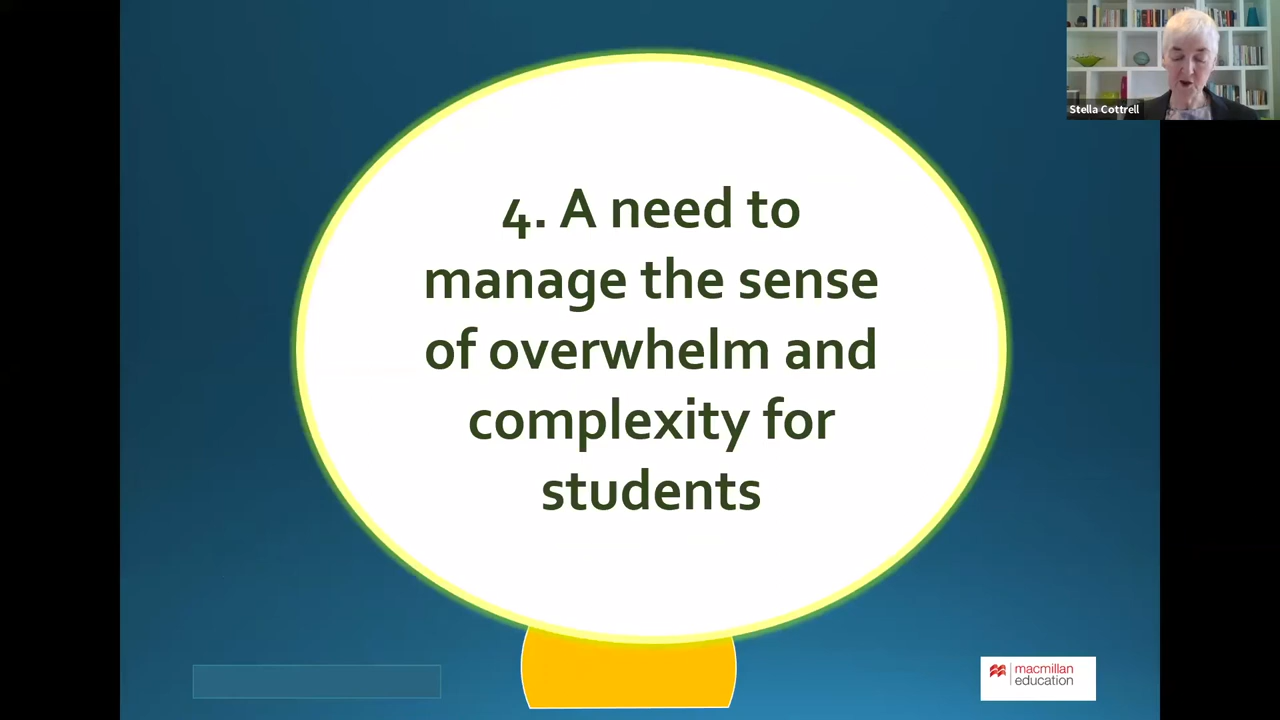 Stella Cottrell
4. A need to
manage the sense
of overwhelm and
complexity for
students
macmillan
education